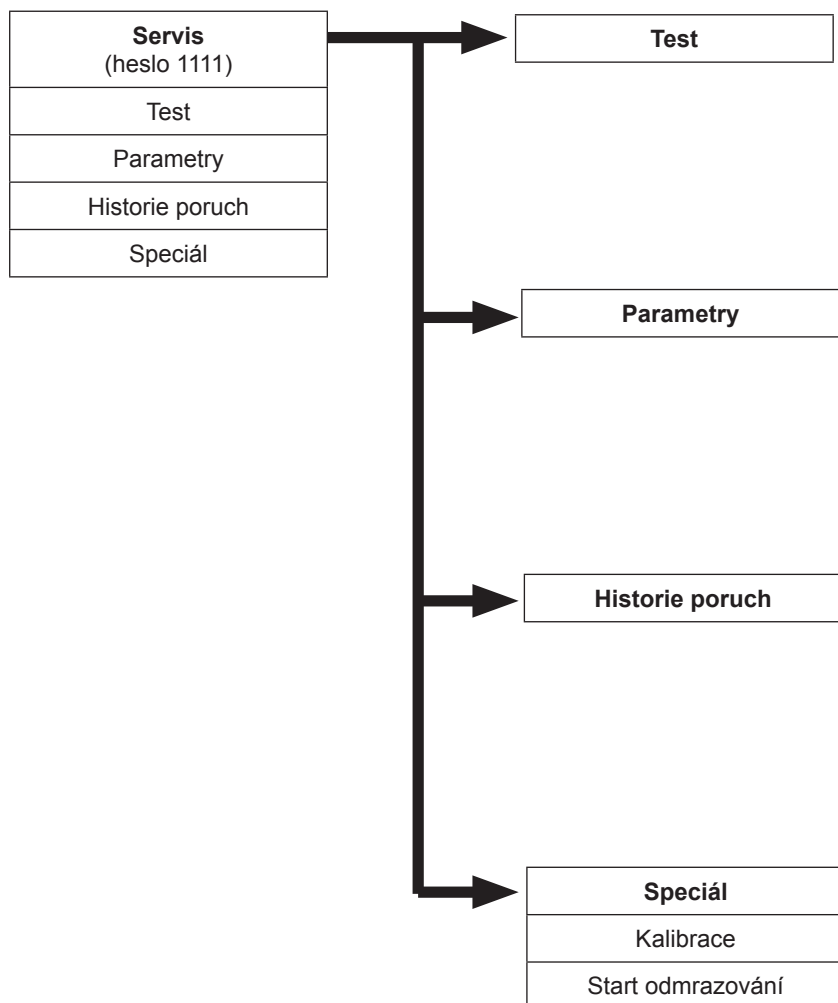 Servis
(heslo 1111)
Test
Parametry
Historie poruch
Speciál
Test
Parametry
Historie poruch
Speciál
Kalibrace
Start odmrazování